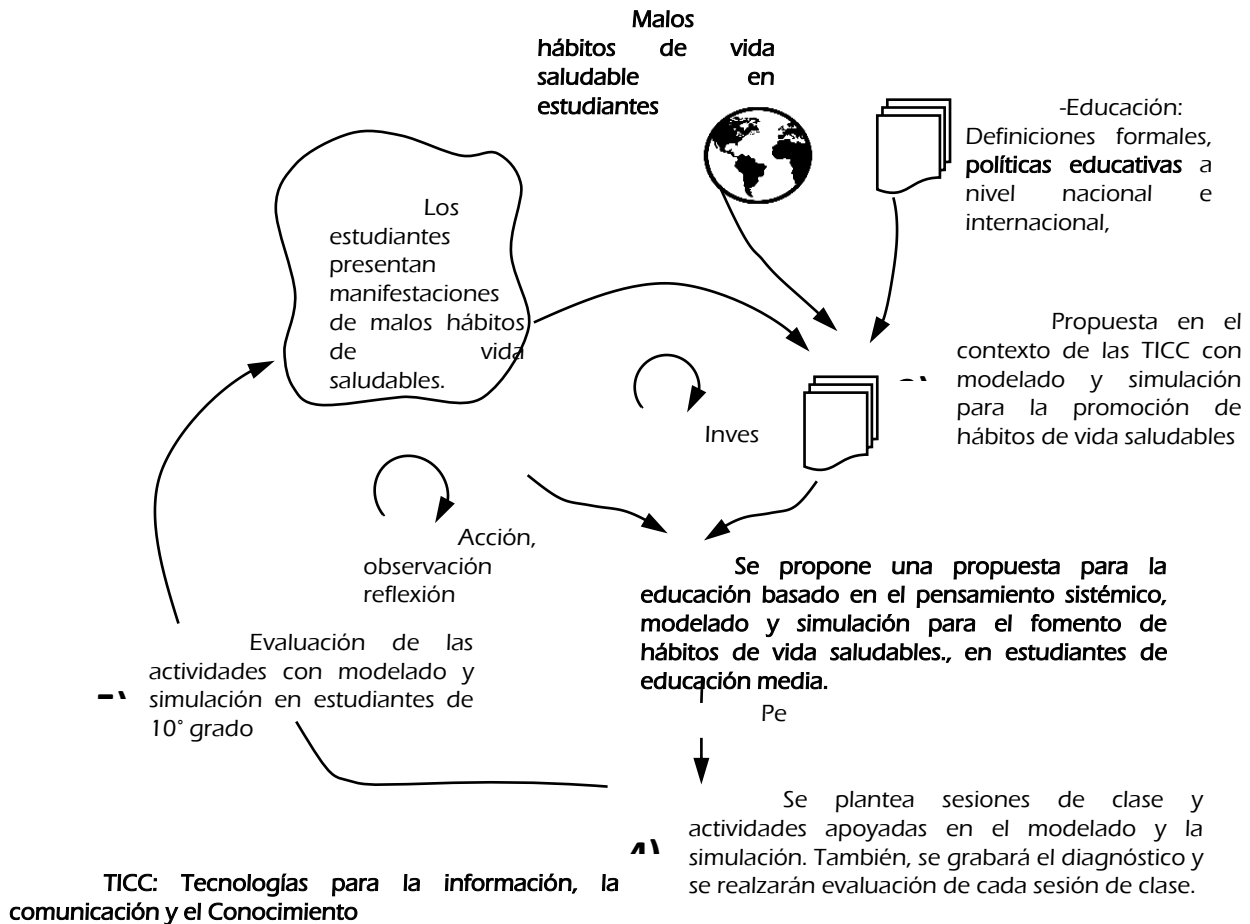 Malos
hábitos de vida
saludable en
estudiantes
-Educación:
Definiciones formales,
políticas educativas a
nivel nacional e
internacional,
Los
estudiantes
presentan
manifestaciones
de malos hábitos
de vida
saludables.
Propuesta en el
contexto de las TICC con
modelado y simulación
para la promoción de
hábitos de vida saludables
Inves
Acción,
observación
reflexión
Se propone una propuesta para la
educación basado en el pensamiento sistémico,
modelado y simulación para el fomento de
hábitos de vida saludables., en estudiantes de
educación media.
Pe
Evaluación de las
actividades con modelado y
simulación en estudiantes de
10° grado
Se plantea sesiones de clase y
actividades apoyadas en el modelado y la
simulación. También, se grabará el diagnóstico y
se realzarán evaluación de cada sesión de clase.
TICC: Tecnologías para la información, la
comunicación y el Conocimiento